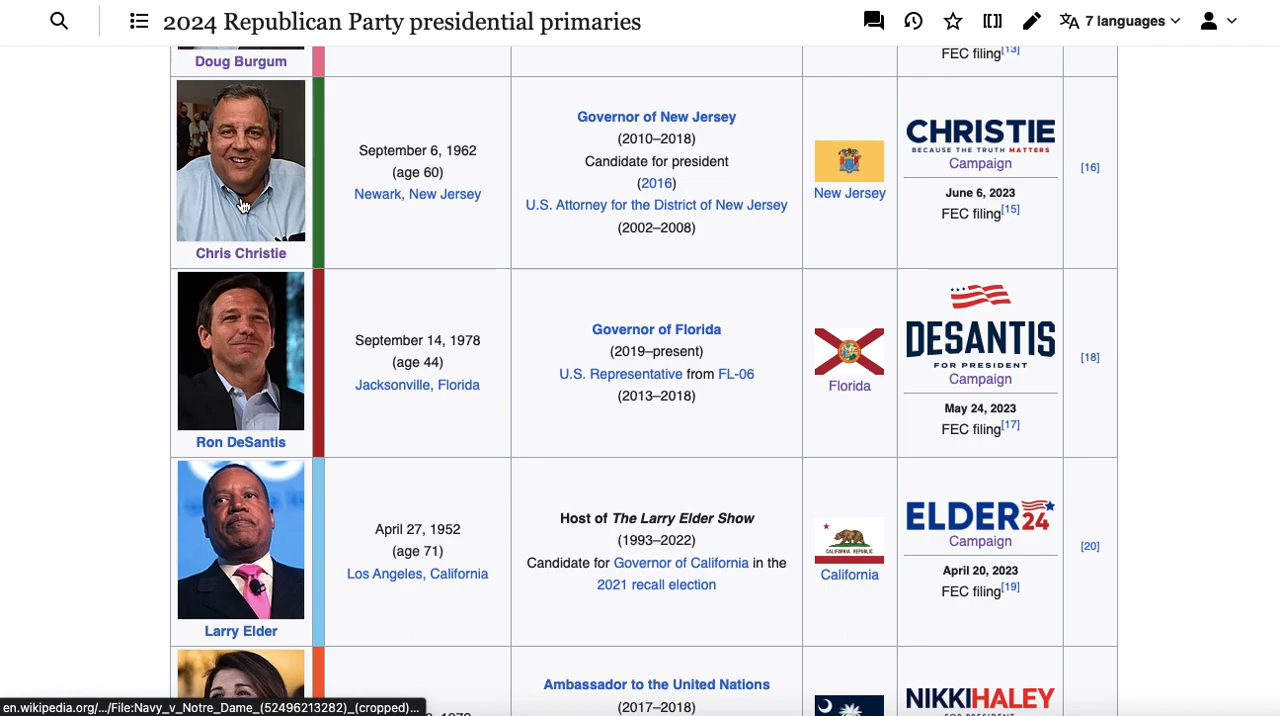 2024 Republican Party presidential primaries
7 languages
Doug Burgum
FEC filing[13]
Chris Christie
September 6, 1962
(age 60)
Newark, New Jersey
Governor of New Jersey
(2010–2018)
Candidate for president
(2016)
U.S. Attorney for the District of New Jersey
(2002–2008)
New Jersey
CHRISTIE
BECAUSE THE TRUTH MATTERS
Campaign
June 6, 2023
FEC filing[15]
[16]
Ron DeSantis
September 14, 1978
(age 44)
Jacksonville, Florida
Governor of Florida
(2019–present)
U.S. Representative from FL-06
(2013–2018)
Florida
DESANTIS
FOR PRESIDENT
Campaign
May 24, 2023
FEC filing[17]
[18]
Larry Elder
April 27, 1952
(age 71)
Los Angeles, California
Host of The Larry Elder Show
(1993–2022)
Candidate for Governor of California in the
2021 recall election
CALIFORNIA REPUBLIC
California
ELDER24
Campaign
April 20, 2023
FEC filing[19]
[20]
Ambassador to the United Nations
(2017–2018)
NIKKI HALEY
en.wikipedia.org/.../File:Navy_v_Notre_Dame_(52496213282)_(cropped)...